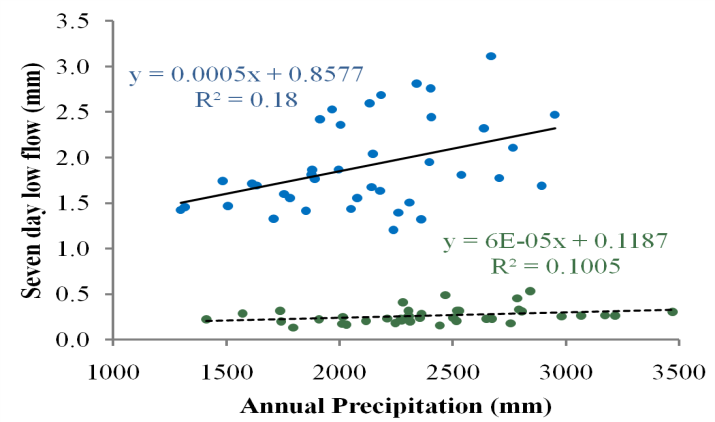 3.5
3.0
2.5
2.0
1.5
1.0
0.5
0.0
Seven day low flow (mm)
y = 0.0005x + 0.8577
R² = 0.18
y = 6E-05x + 0.1187
R² = 0.1005
1000 1500 2000 2500 3000 3500
Annual Precipitation (mm)